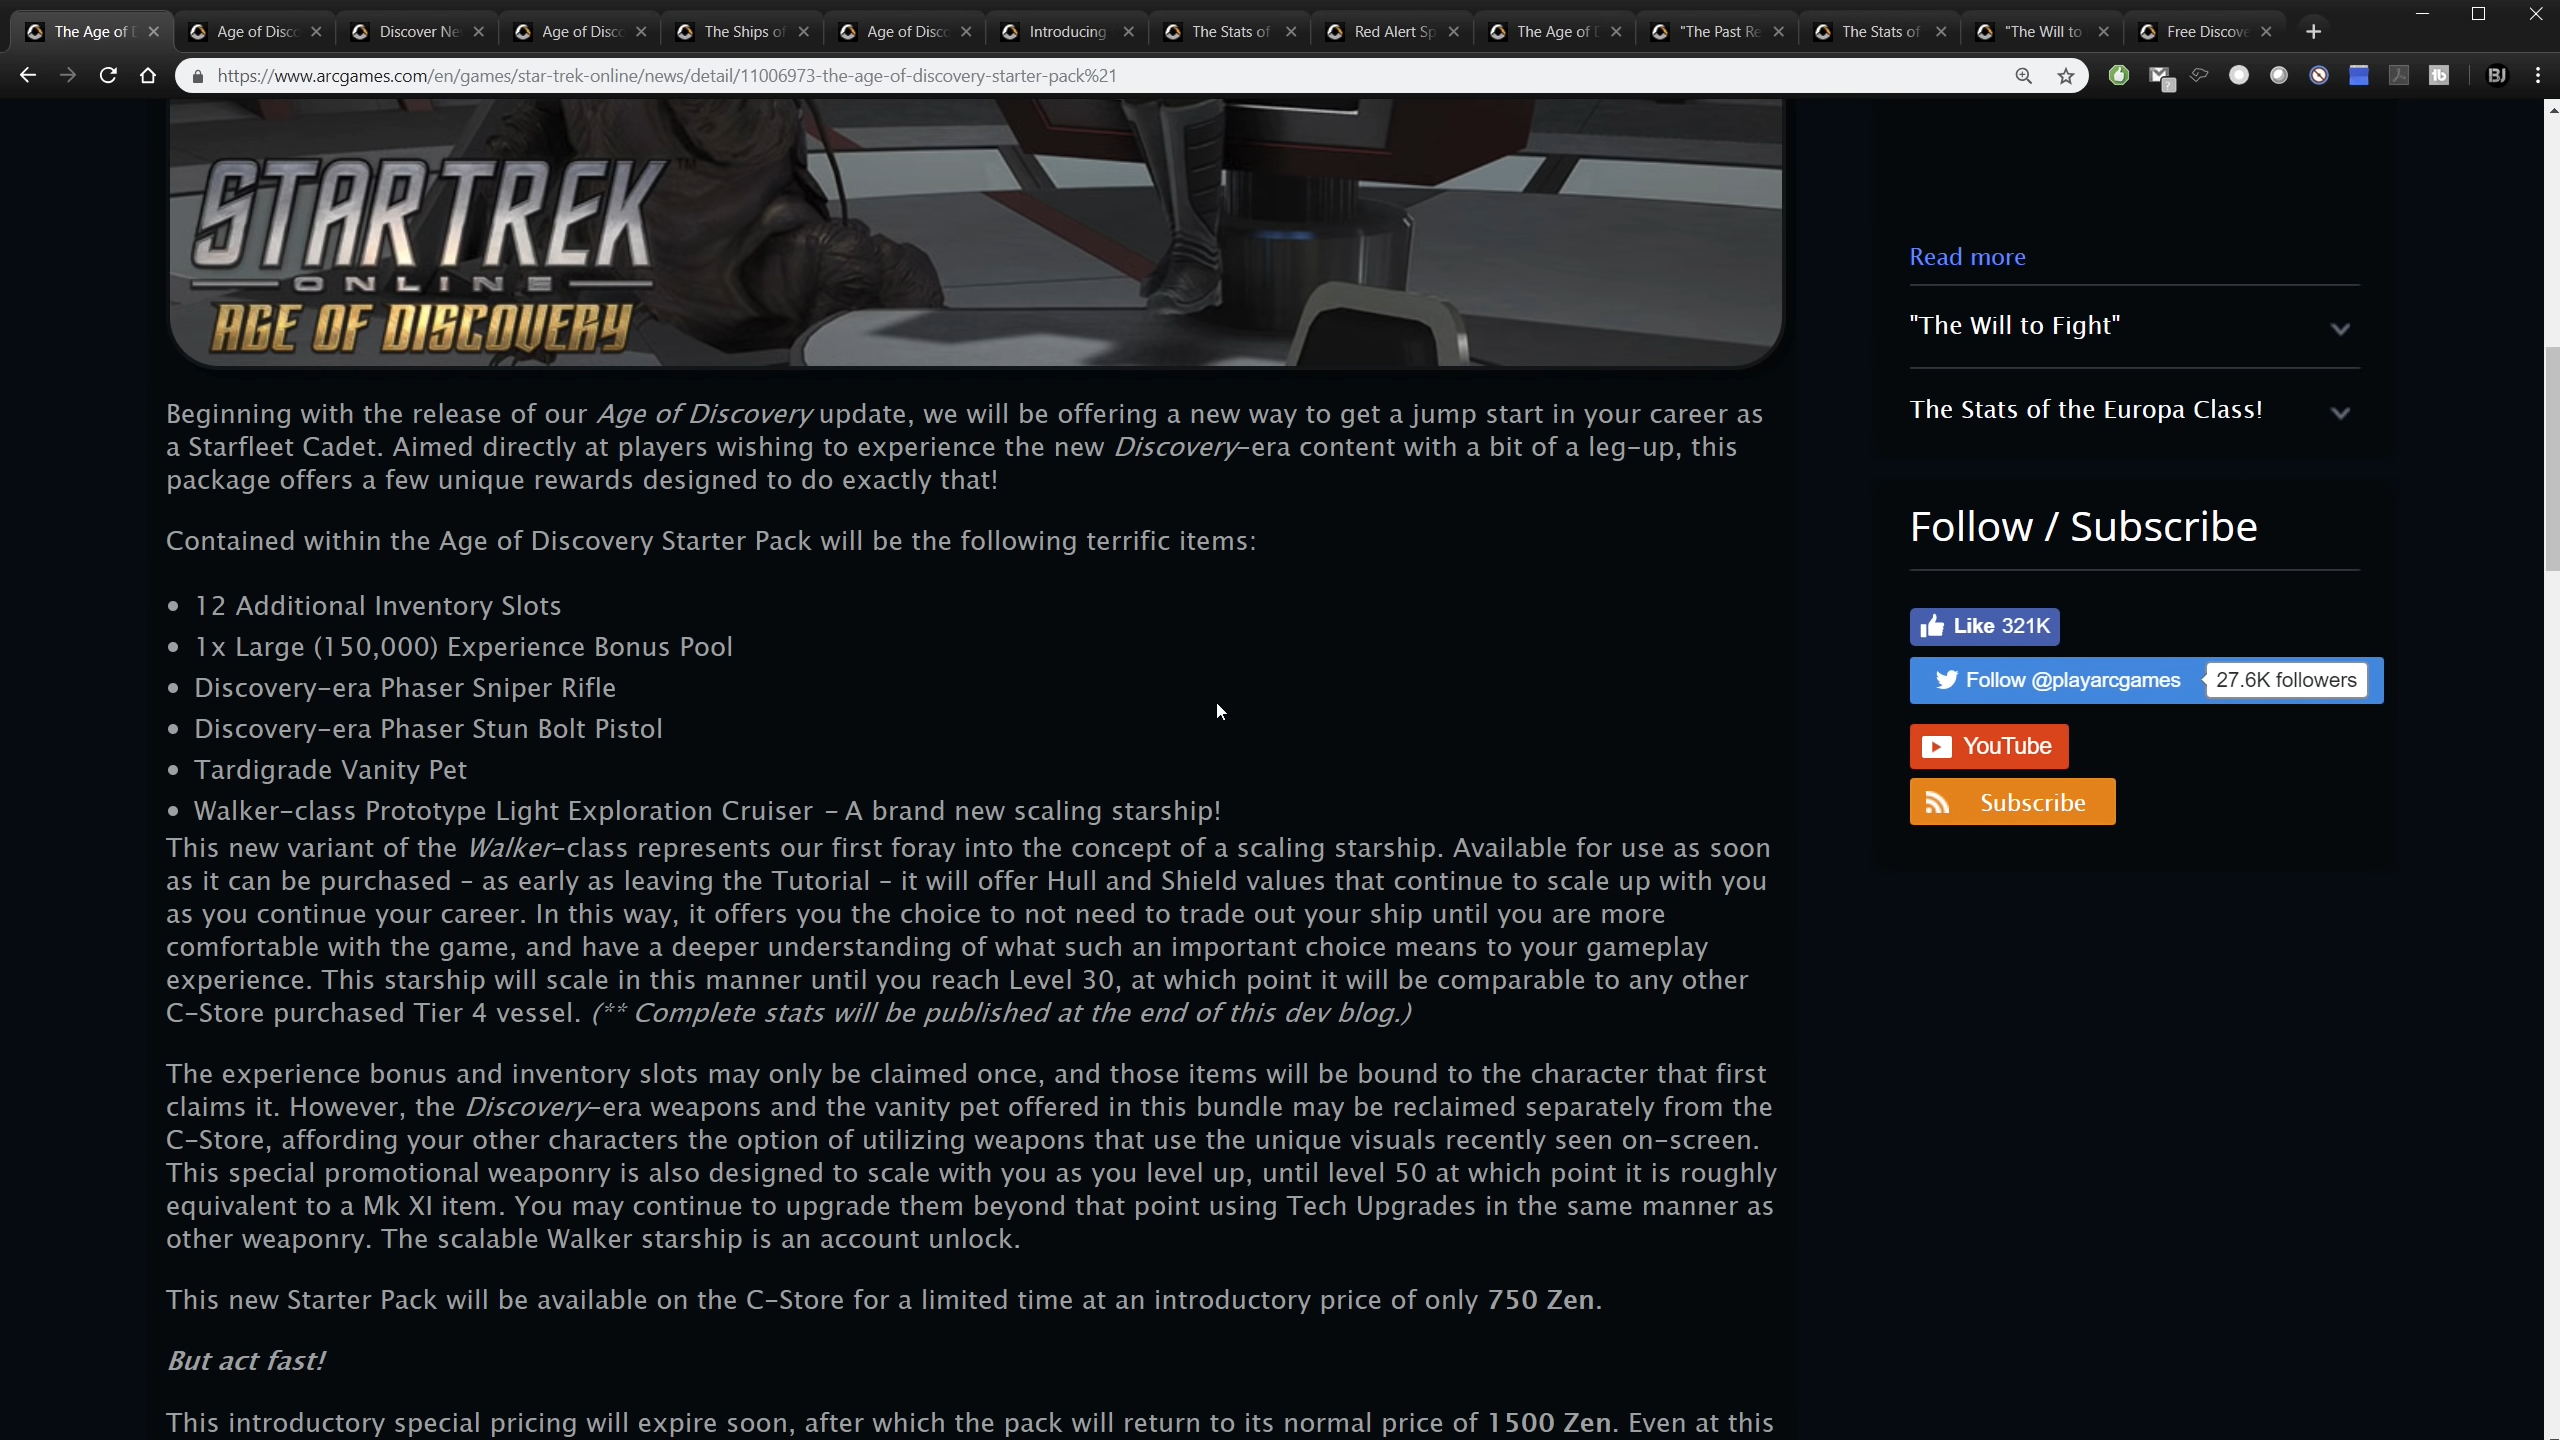 The Age of
Age of Disco
Discover Ne
Age of Disco
The Ships of
Age of Disco
Introducing
The Stats of
Red Alert Sp
The Age of
"The Past Re
The Stats of
"The Will to
Free Discove
https://www.arcgames.com/en/games/star-trek-online/news/detail/11006973-the-age-of-discovery-starter-pack%21
BJ
STAR TREK™
ONLINE
AGE OF DISCOVERY
Beginning with the release of our Age of Discovery update, we will be offering a new way to get a jump start in your career as
a Starfleet Cadet. Aimed directly at players wishing to experience the new Discovery-era content with a bit of a leg-up, this
package offers a few unique rewards designed to do exactly that!
Contained within the Age of Discovery Starter Pack will be the following terrific items:
• 12 Additional Inventory Slots
• 1x Large (150,000) Experience Bonus Pool
• Discovery-era Phaser Sniper Rifle
• Discovery-era Phaser Stun Bolt Pistol
• Tardigrade Vanity Pet
• Walker-class Prototype Light Exploration Cruiser – A brand new scaling starship!
This new variant of the Walker-class represents our first foray into the concept of a scaling starship. Available for use as soon
as it can be purchased – as early as leaving the Tutorial – it will offer Hull and Shield values that continue to scale up with you
as you continue your career. In this way, it offers you the choice to not need to trade out your ship until you are more
comfortable with the game, and have a deeper understanding of what such an important choice means to your gameplay
experience. This starship will scale in this manner until you reach Level 30, at which point it will be comparable to any other
C-Store purchased Tier 4 vessel. (** Complete stats will be published at the end of this dev blog.)
The experience bonus and inventory slots may only be claimed once, and those items will be bound to the character that first
claims it. However, the Discovery-era weapons and the vanity pet offered in this bundle may be reclaimed separately from the
C-Store, affording your other characters the option of utilizing weapons that use the unique visuals recently seen on-screen.
This special promotional weaponry is also designed to scale with you as you level up, until level 50 at which point it is roughly
equivalent to a Mk XI item. You may continue to upgrade them beyond that point using Tech Upgrades in the same manner as
other weaponry. The scalable Walker starship is an account unlock.
This new Starter Pack will be available on the C-Store for a limited time at an introductory price of only 750 Zen.
But act fast!
This introductory special pricing will expire soon, after which the pack will return to its normal price of 1500 Zen. Even at this
Read more
"The Will to Fight"
The Stats of the Europa Class!
Follow / Subscribe
Like 321K
Follow @playarcgames 27.6K followers
YouTube
Subscribe